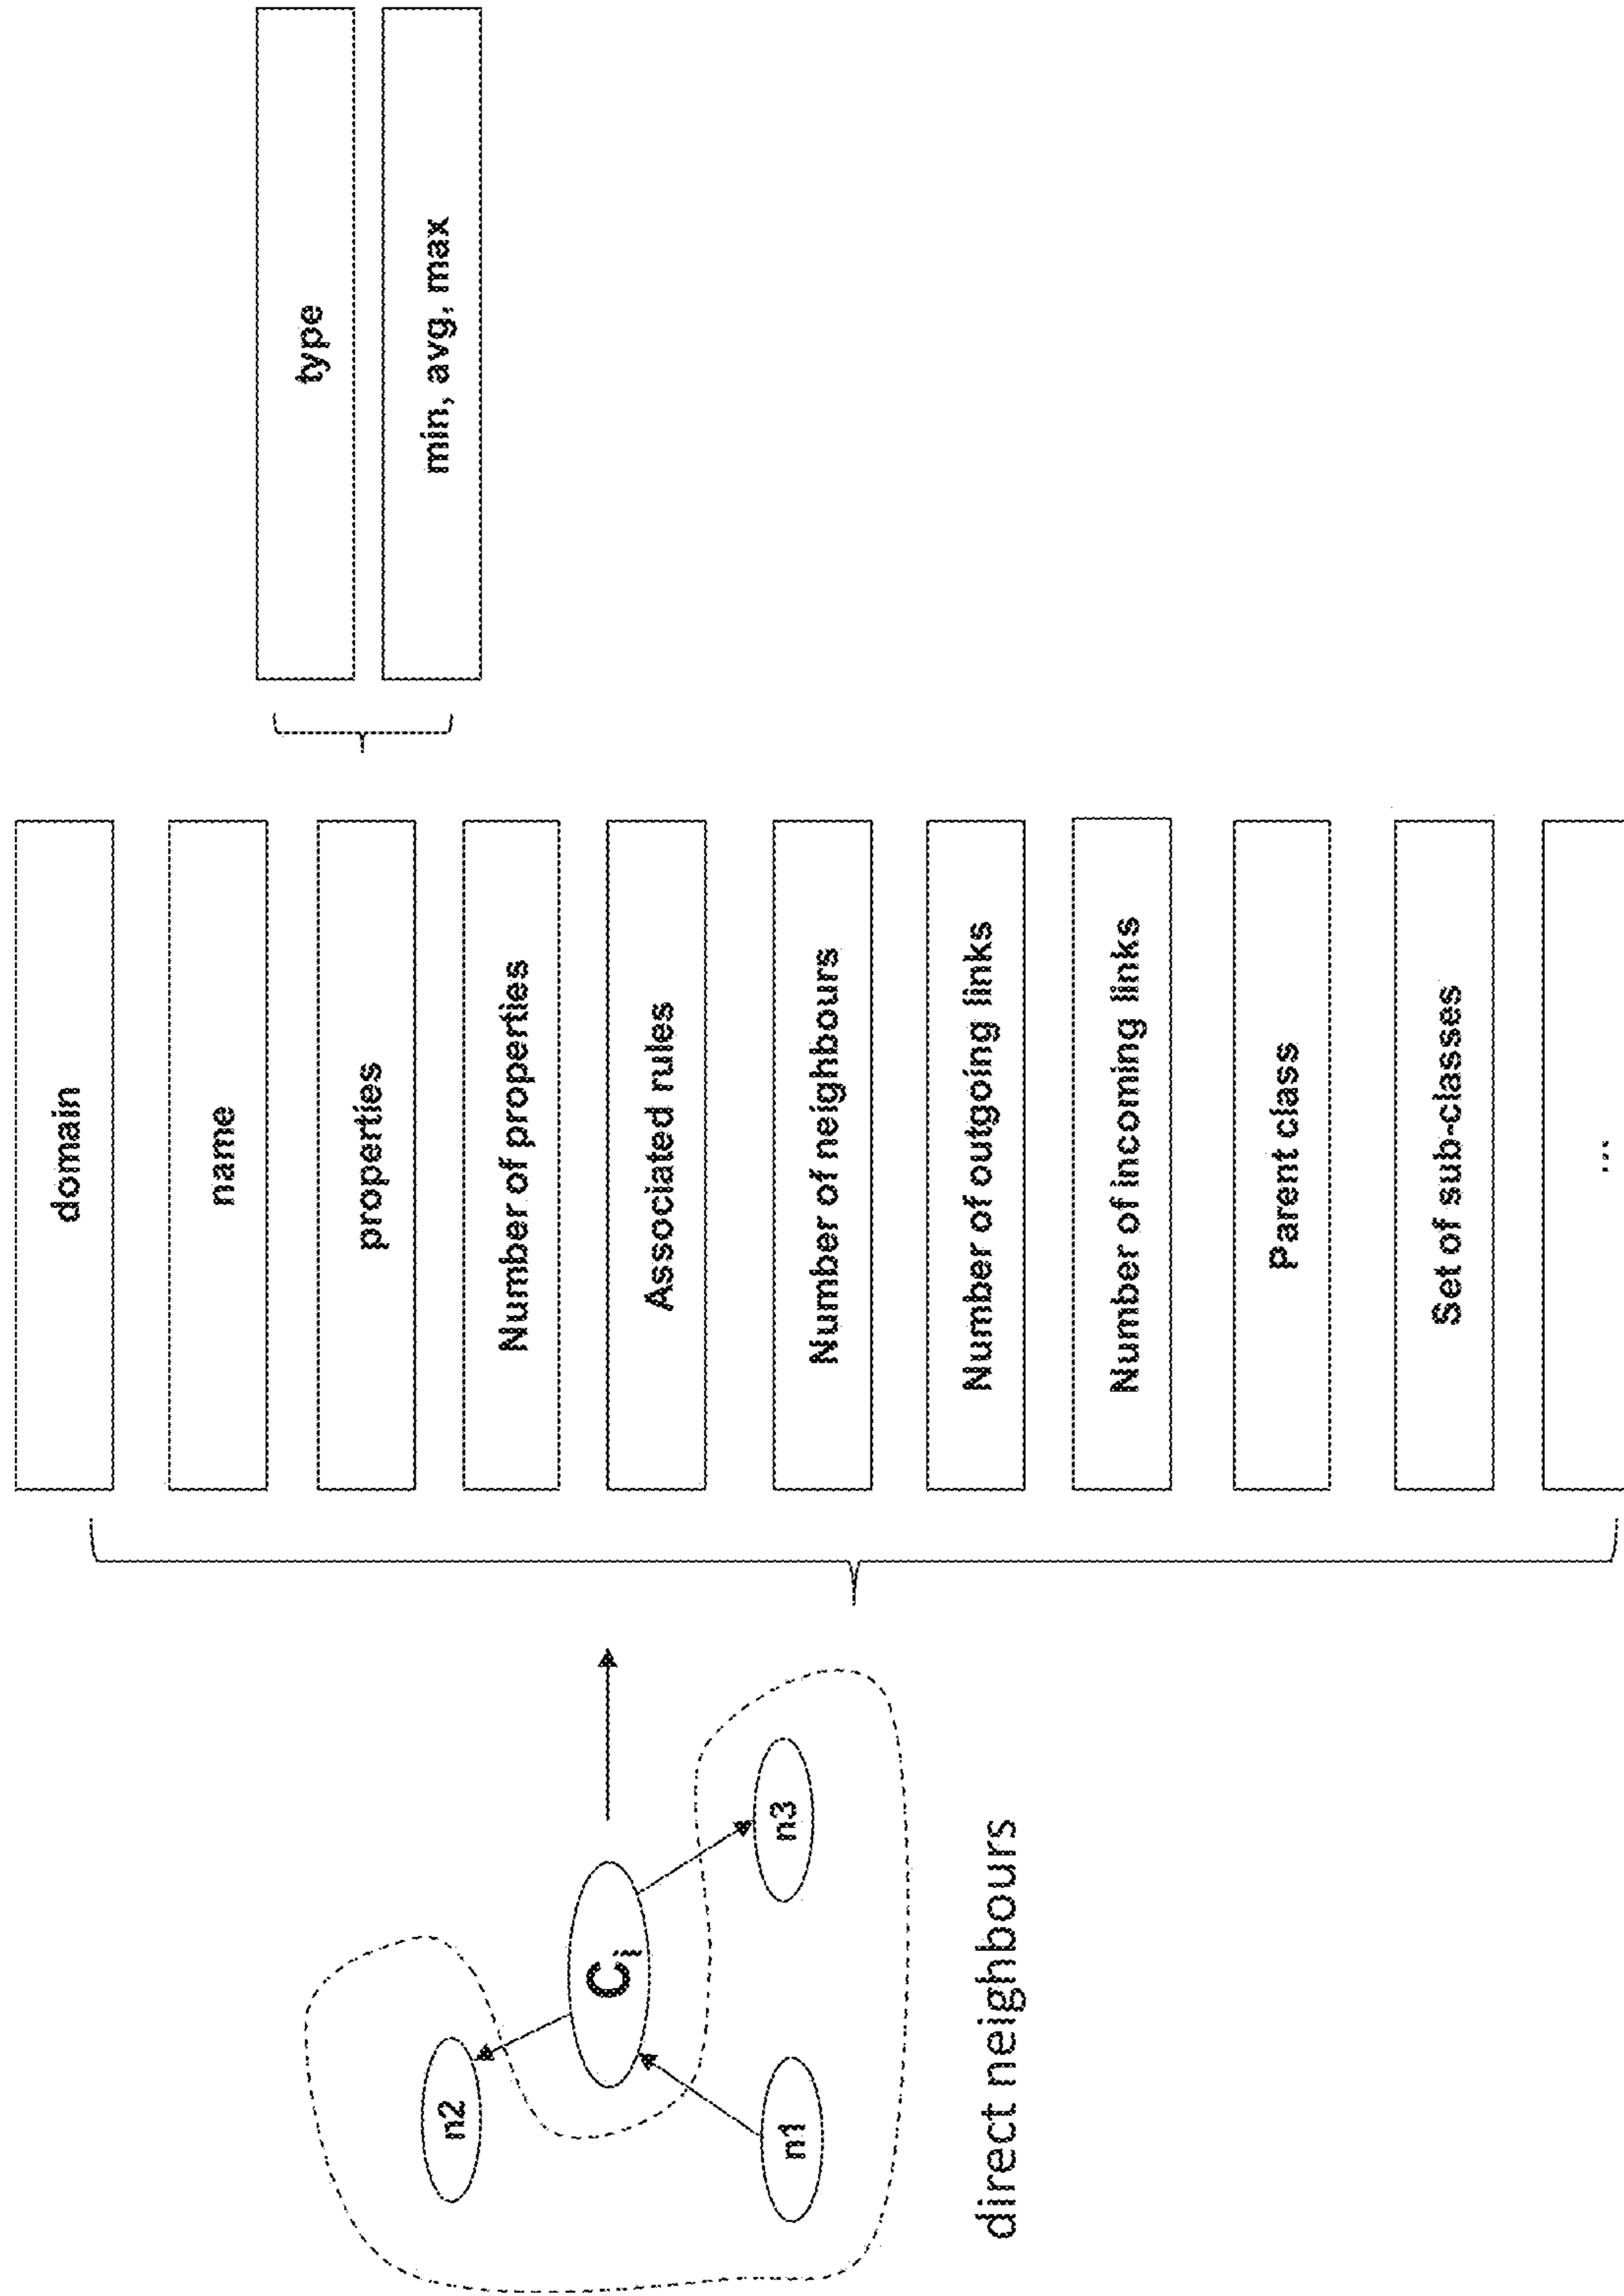 n2
Cᵢ
n1
n3
direct neighbours
domain
name
properties
Number of properties
Associated rules
Number of neighbours
Number of outgoing links
Number of incoming links
Parent class
Set of sub-classes
...
type
min, avg, max